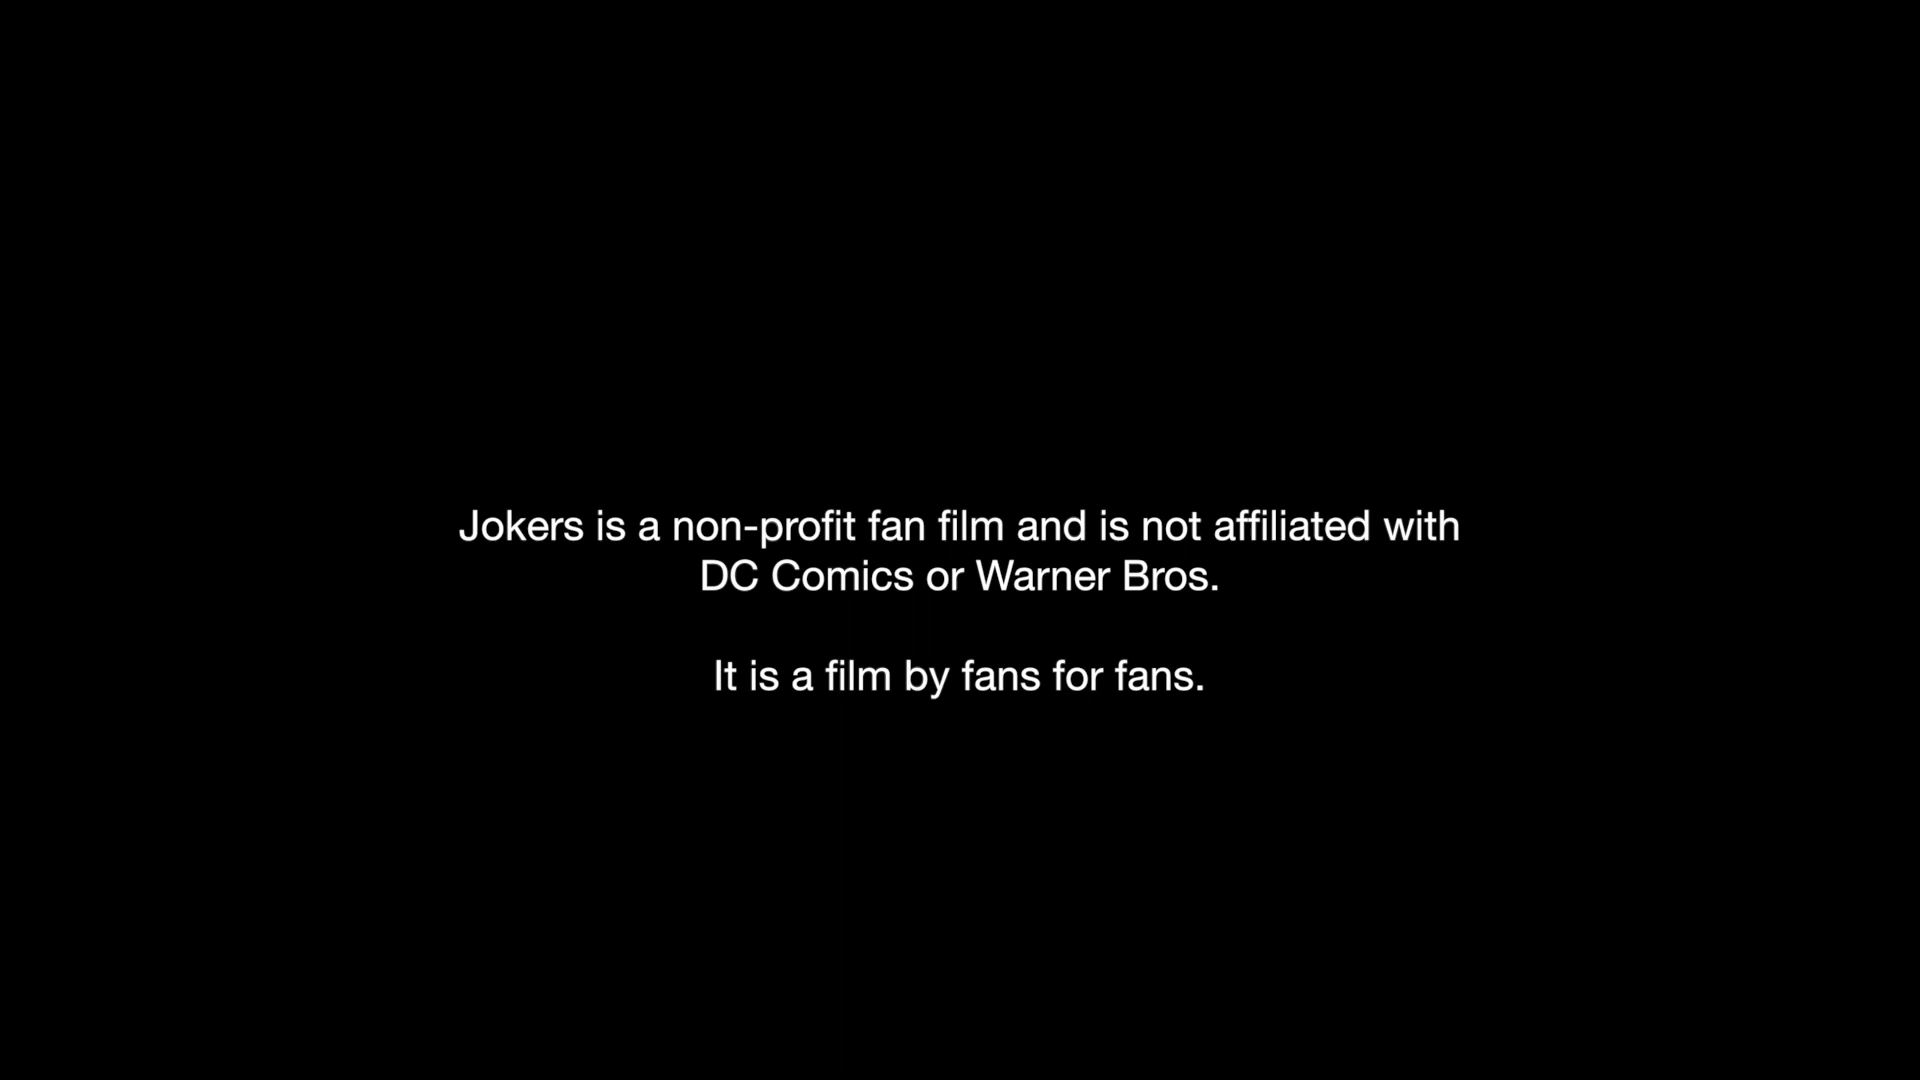 Jokers is a non-profit fan film and is not affiliated with
DC Comics or Warner Bros.
It is a film by fans for fans.